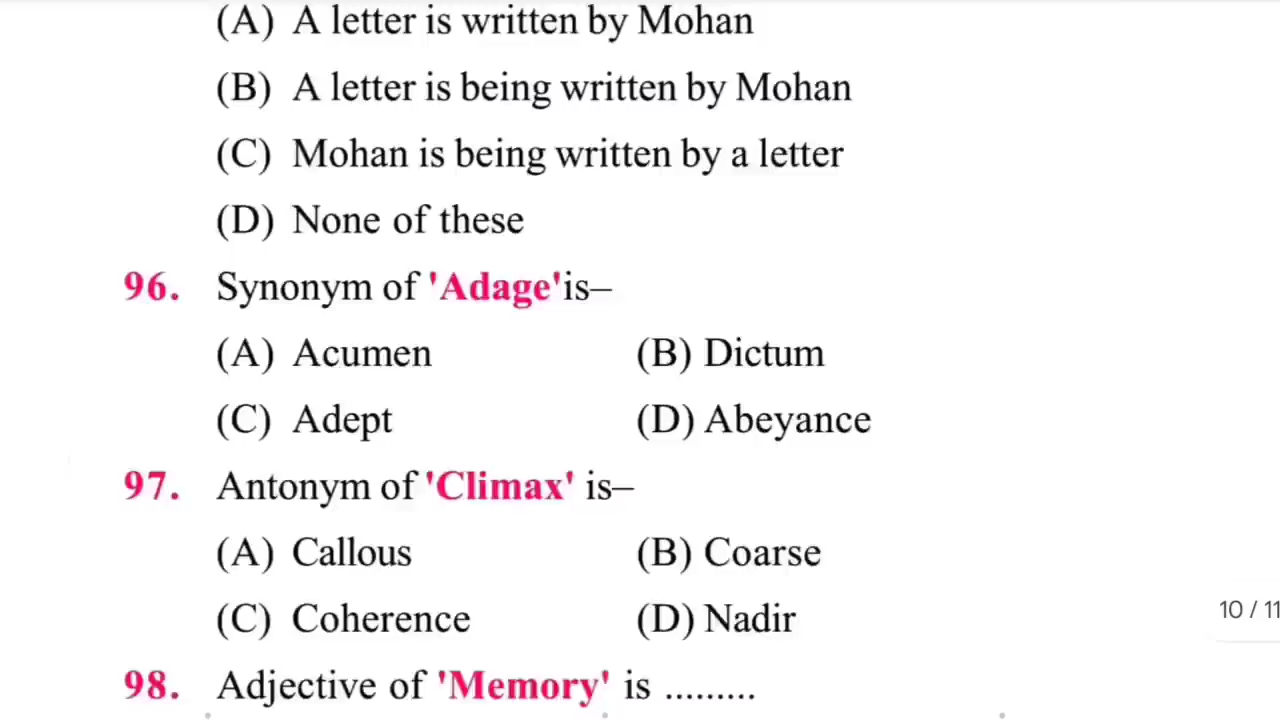 (A) A letter is written by Mohan
(B) A letter is being written by Mohan
(C) Mohan is being written by a letter
(D) None of these
96. Synonym of 'Adage'is–
(A) Acumen (B) Dictum
(C) Adept (D) Abeyance
97. Antonym of 'Climax' is–
(A) Callous (B) Coarse
(C) Coherence (D) Nadir
10 / 11
98. Adjective of 'Memory' is .........